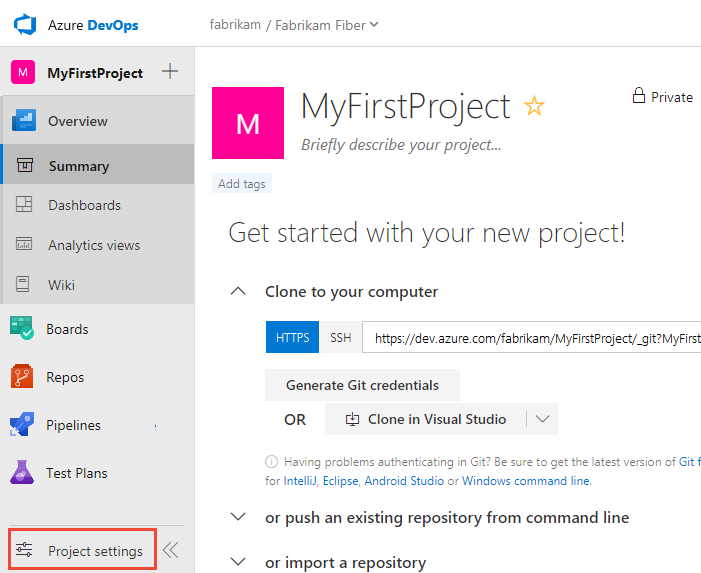 Azure DevOps
fabrikam / Fabrikam Fiber
M MyFirstProject
Overview
Summary
Dashboards
Analytics views
Wiki
Boards
Repos
Pipelines
Test Plans
Project settings
M
MyFirstProject
Private
Briefly describe your project...
Add tags
Get started with your new project!
Clone to your computer
HTTPS SSH https://dev.azure.com/fabrikam/MyFirstProject/_git?MyFirst
Generate Git credentials
OR Clone in Visual Studio
Having problems authenticating in Git? Be sure to get the latest version of Git f
for IntelliJ, Eclipse, Android Studio or Windows command line.
or push an existing repository from command line
or import a repository